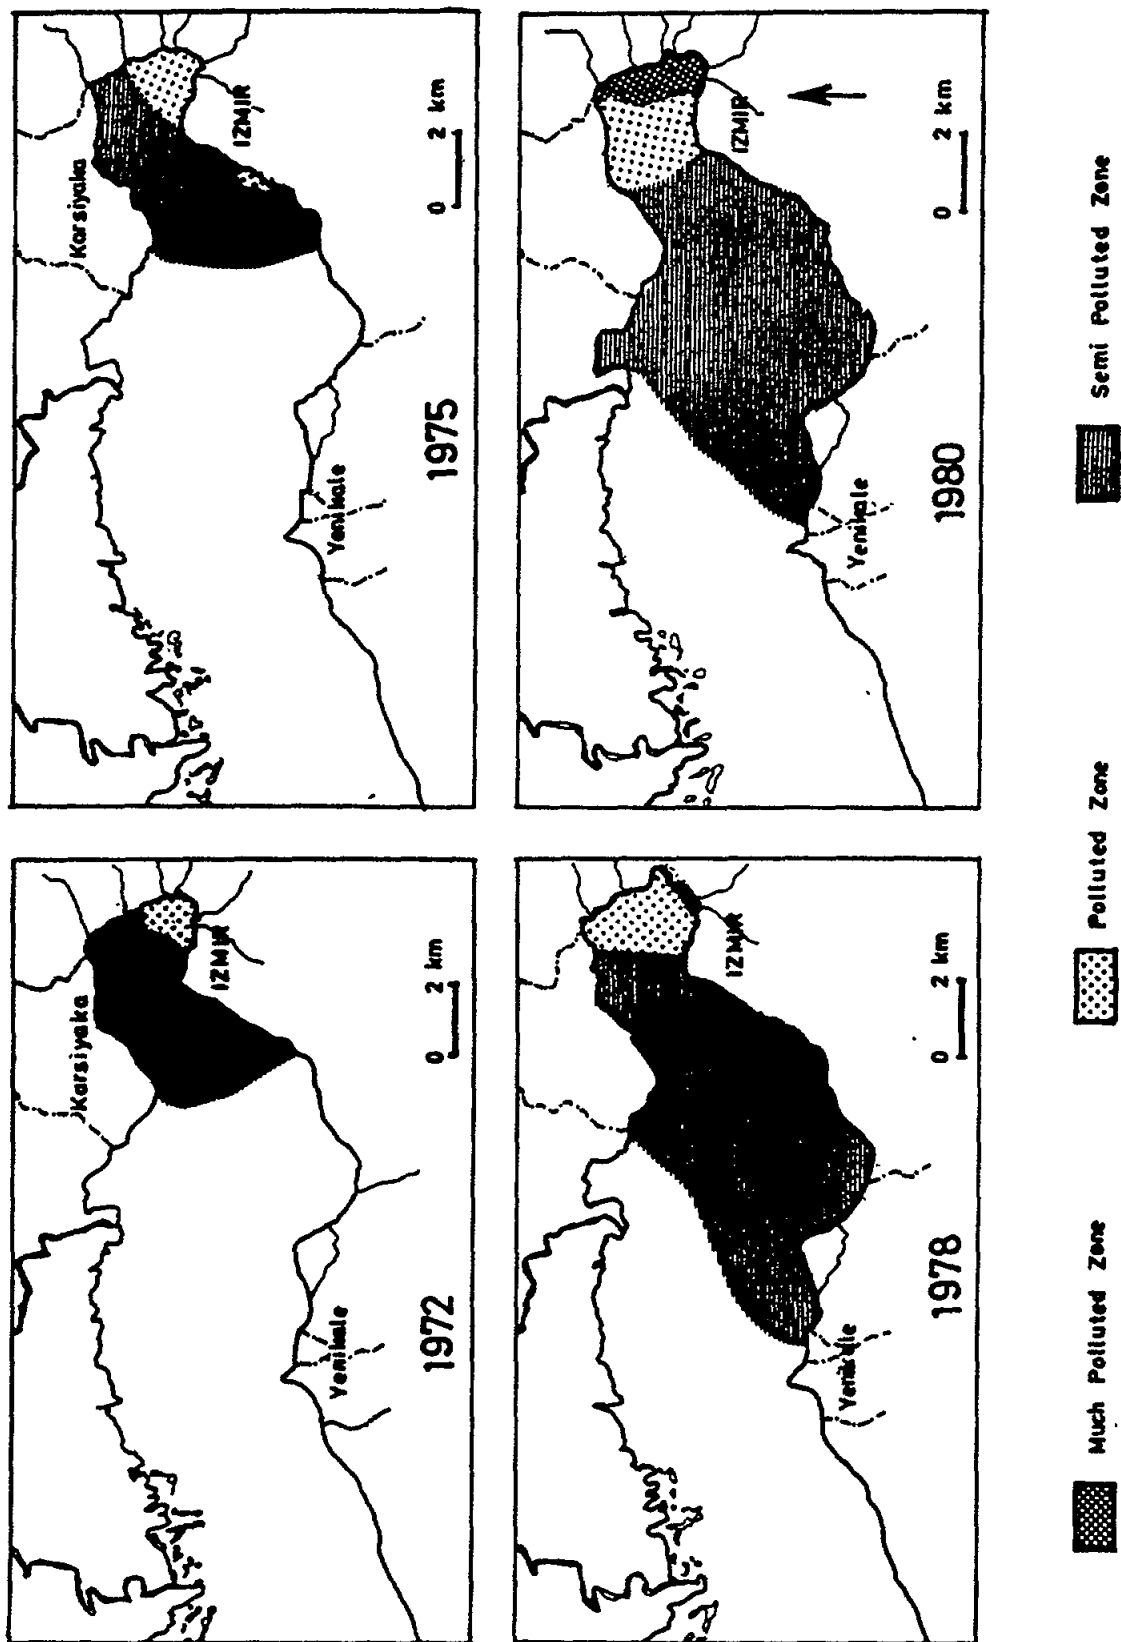 Karsiyaka
IZMIR
Yenikale
0 2 km
1972
Karsiyaka
IZMIR
Yenikale
0 2 km
1975
IZMIR
Yenikale
0 2 km
1978
IZMIR
Yenikale
0 2 km
1980
Much Polluted Zone
Polluted Zone
Semi Polluted Zone